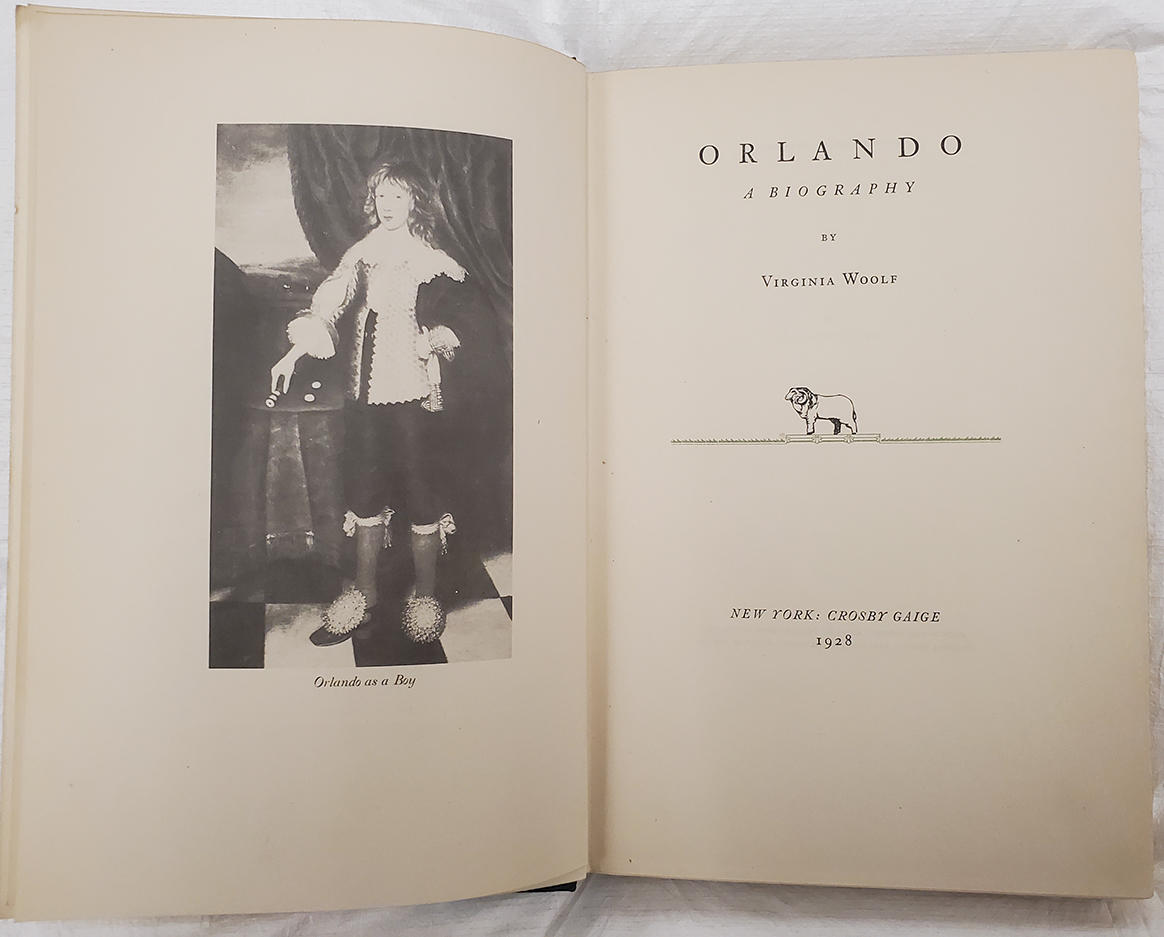 Orlando as a Boy
ORLANDO
A BIOGRAPHY
BY
VIRGINIA WOOLF
NEW YORK: CROSBY GAIGE
1928